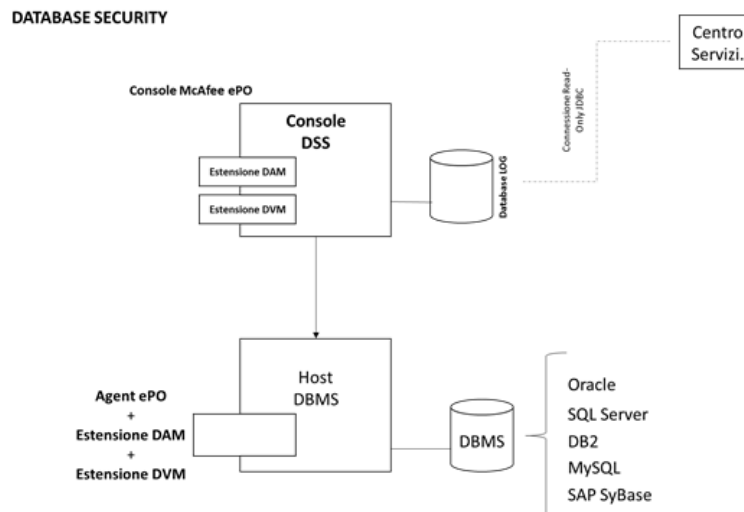 DATABASE SECURITY
Centro
Servizi.
Console McAfee ePO
Console
DSS
Estensione DAM
Estensione DVM
Database LOG
Connessione Read-
Only JDBC
Host
DBMS
Agent ePO
+
Estensione DAM
+
Estensione DVM
DBMS
Oracle
SQL Server
DB2
MySQL
SAP SyBase